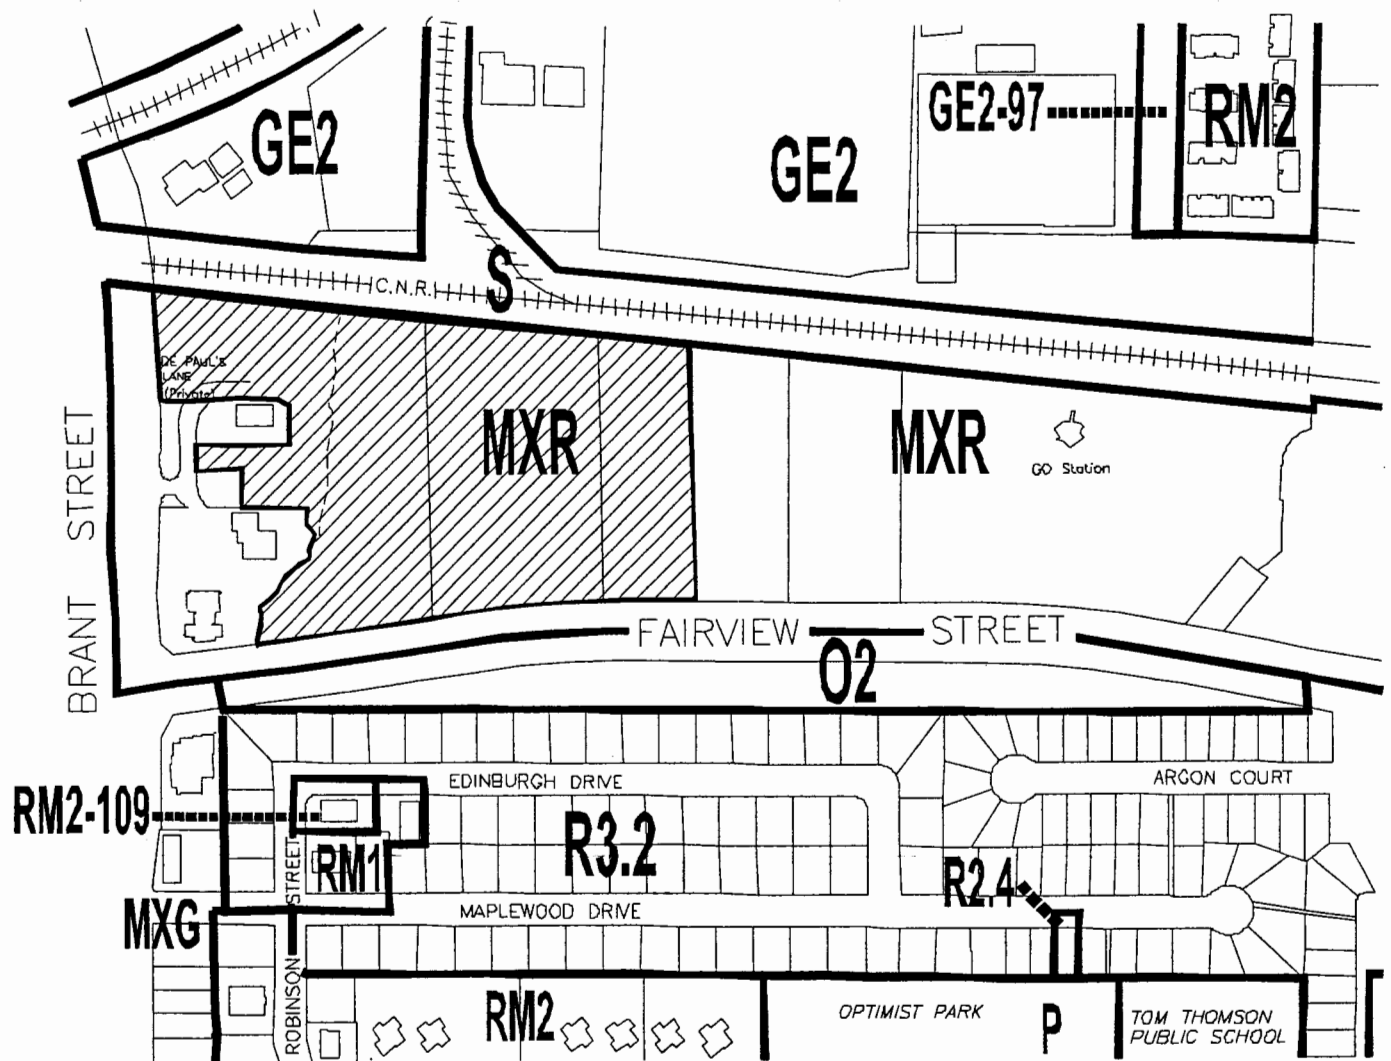 GE2
GE2-97
RM2
GE2
S
C.N.R.
DE PAUL'S
LANE
(Private)
MXR
MXR
GO Station
BRANT STREET
FAIRVIEW STREET
O2
EDINBURGH DRIVE
ARGON COURT
RM2-109
R3.2
RM1
R2.4
MXG
MAPLEWOOD DRIVE
ROBINSON STREET
RM2
OPTIMIST PARK
P
TOM THOMSON
PUBLIC SCHOOL